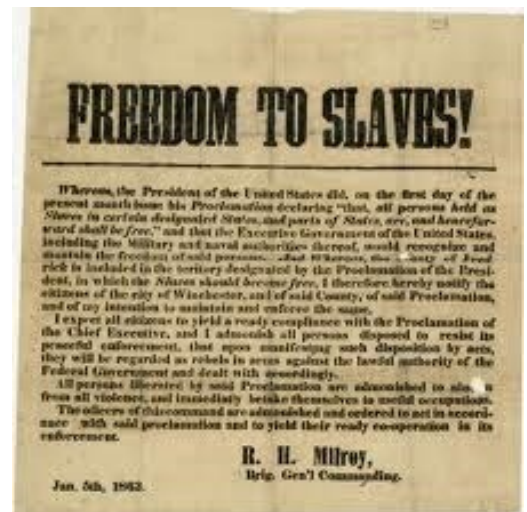 FREEDOM TO SLAVES!
Whereas, the President of the United States did, on the first day of the
present month issue his Proclamation declaring "that, all persons held as
Slaves in certain designated States, and parts of States, are, and hencefor-
ward shall be free," and that the Executive Government of the United States,
including the Military and naval authorities thereof, would recognize and
maintain the freedom of said persons. And Whereas, the county of Fred-
rick is included in the territory designated by the Proclamation of the Presi-
dent, in which the Slaves should become free, I therefore hereby notify the
citizens of the city of Winchester, and of said County, of said Proclamation,
and of my intention to maintain and enforce the same.
I expect all citizens to yield a ready compliance with the Proclamation of
the Chief Executive, and I admonish all persons disposed to resist its
peaceful enforcement, that upon manifesting such disposition by acts,
they will be regarded as rebels in arms against the lawful authority of the
Federal Government and dealt with accordingly.
All persons liberated by said Proclamation are admonished to abstain
from all violence, and immediately betake themselves to useful occupations.
The officers of this command are admonished and ordered to act in accord-
ance with said proclamation and to yield their ready co-operation in its
enforcement.
R. H. Milroy,
Brig. Gen'l Commanding.
Jan. 5th, 1863.